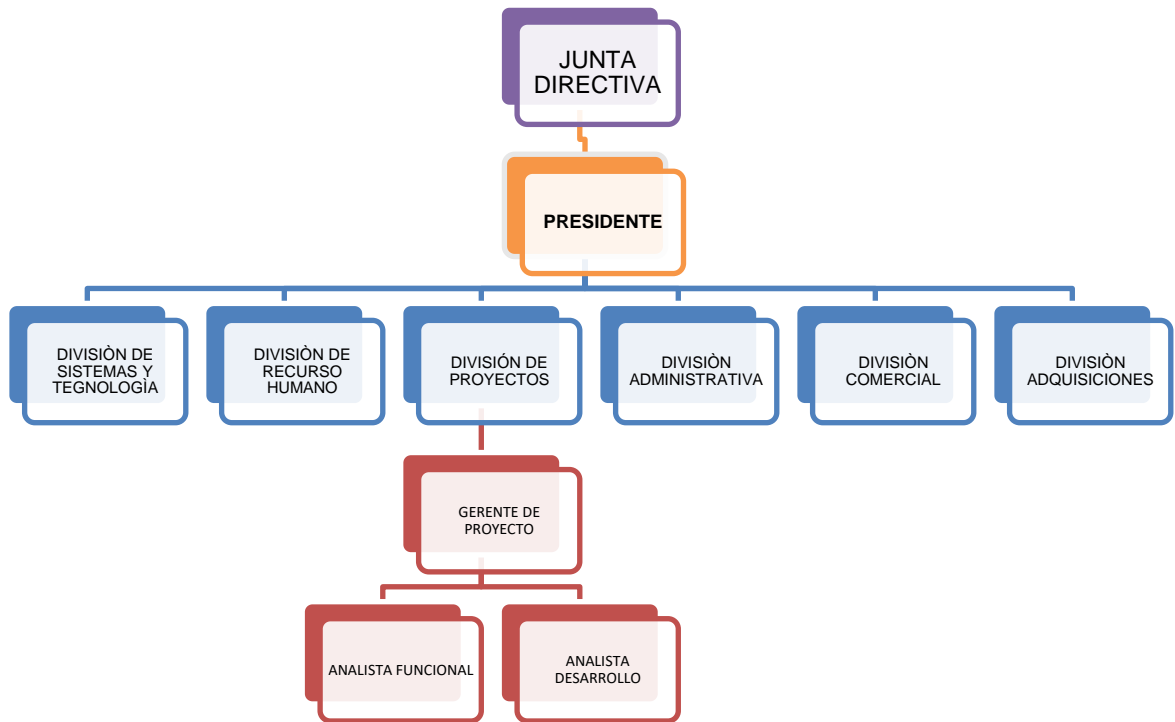 JUNTA
DIRECTIVA
PRESIDENTE
DIVISIÒN DE
SISTEMAS Y
TEGNOLOGÌA
DIVISIÒN DE
RECURSO
HUMANO
DIVISIÓN DE
PROYECTOS
DIVISIÒN
ADMINISTRATIVA
DIVISIÒN
COMERCIAL
DIVISIÒN
ADQUISICIONES
GERENTE DE
PROYECTO
ANALISTA FUNCIONAL
ANALISTA
DESARROLLO